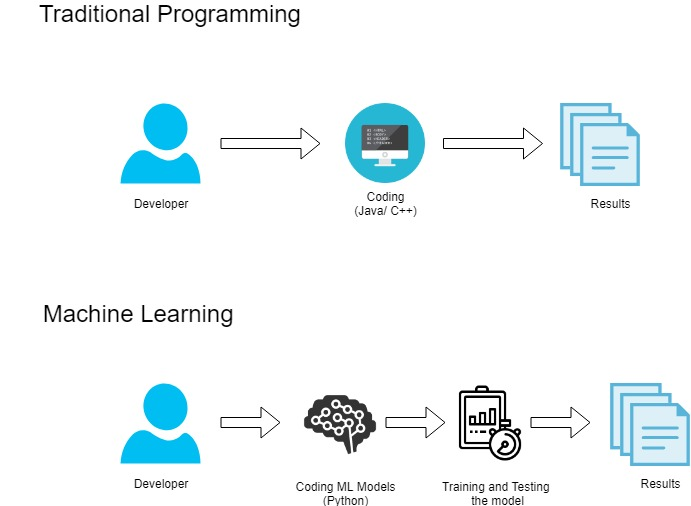 Traditional Programming
Developer
Coding
(Java/ C++)
Results
Machine Learning
Developer
Coding ML Models
(Python)
Training and Testing
the model
Results